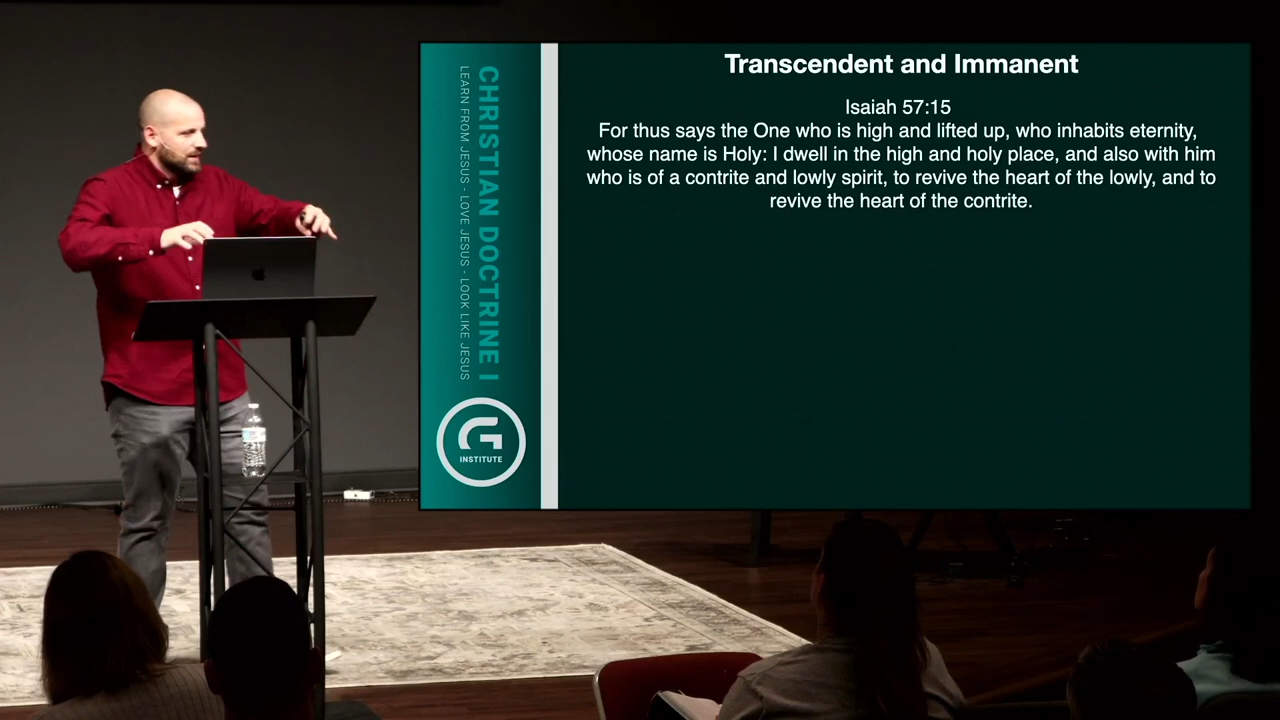 Transcendent and Immanent
Isaiah 57:15
For thus says the One who is high and lifted up, who inhabits eternity,
whose name is Holy: I dwell in the high and holy place, and also with him
who is of a contrite and lowly spirit, to revive the heart of the lowly, and to
revive the heart of the contrite.
CHRISTIAN DOCTRINE I
LEARN FROM JESUS - LOVE JESUS - LOOK LIKE JESUS
G
INSTITUTE